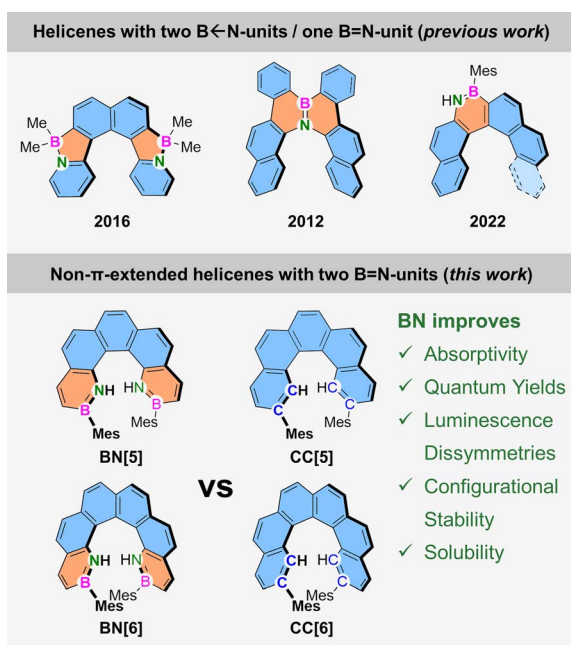 Helicenes with two B←N-units / one B=N-unit (previous work)
Me
Me
B
N
Me
B
Me
N
B
N
Mes
B
HN
2016
2012
2022
Non-π-extended helicenes with two B=N-units (this work)
NH
B
Mes
HN
B
Mes
BN[5]
CH
C
Mes
HC
C
Mes
CC[5]
vs
NH
B
Mes
HN
B
Mes
BN[6]
CH
C
Mes
HC
C
Mes
CC[6]
BN improves
✓ Absorptivity
✓ Quantum Yields
✓ Luminescence
Dissymmetries
✓ Configurational
Stability
✓ Solubility